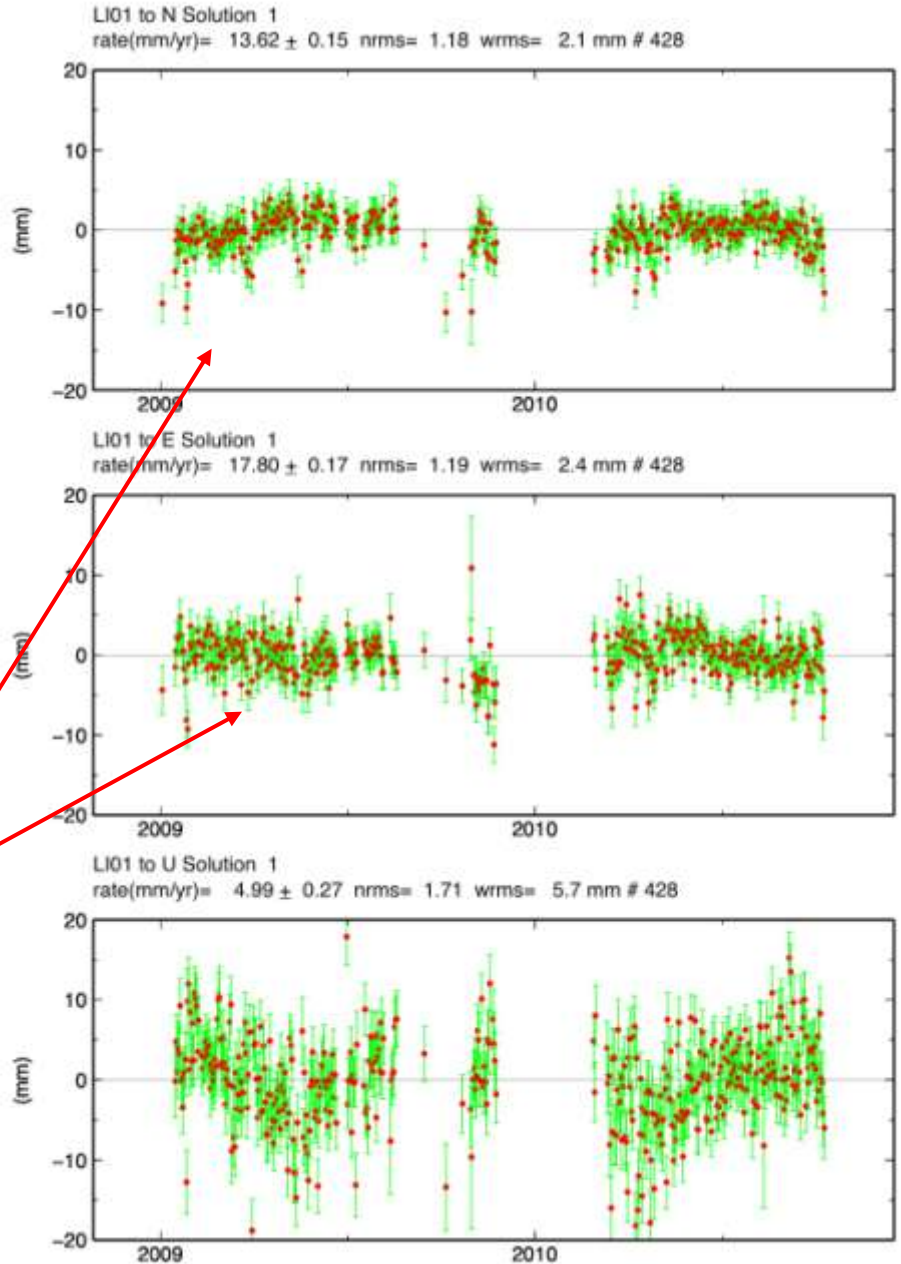 LI01 to N Solution 1
rate(mm/yr)= 13.62 ± 0.15 nrms= 1.18 wrms= 2.1 mm # 428
20
10
0
(mm)
−10
−20
2009 2010
LI01 to E Solution 1
rate(mm/yr)= 17.80 ± 0.17 nrms= 1.19 wrms= 2.4 mm # 428
20
10
0
(mm)
−10
−20
2009 2010
LI01 to U Solution 1
rate(mm/yr)= 4.99 ± 0.27 nrms= 1.71 wrms= 5.7 mm # 428
20
10
0
(mm)
−10
−20
2009 2010